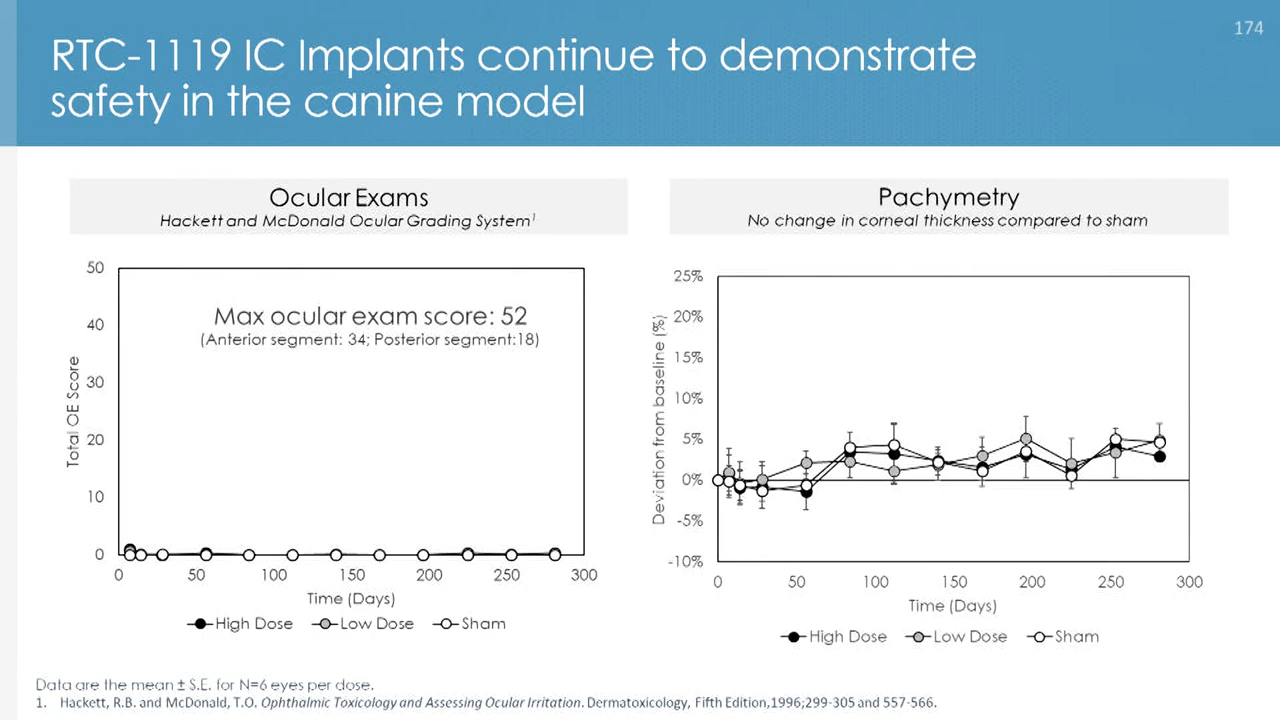 174
RTC-1119 IC Implants continue to demonstrate
safety in the canine model
Ocular Exams
Hackett and McDonald Ocular Grading System1
Pachymetry
No change in corneal thickness compared to sham
50
40
30
20
10
0
Total OE Score
Max ocular exam score: 52
(Anterior segment: 34; Posterior segment:18)
0 50 100 150 200 250 300
Time (Days)
High Dose Low Dose Sham
25%
20%
15%
10%
5%
0%
-5%
-10%
Deviation from baseline (%)
0 50 100 150 200 250 300
Time (Days)
High Dose Low Dose Sham
Data are the mean ± S.E. for N=6 eyes per dose.
1. Hackett, R.B. and McDonald, T.O. Ophthalmic Toxicology and Assessing Ocular Irritation. Dermatoxicology, Fifth Edition,1996;299-305 and 557-566.